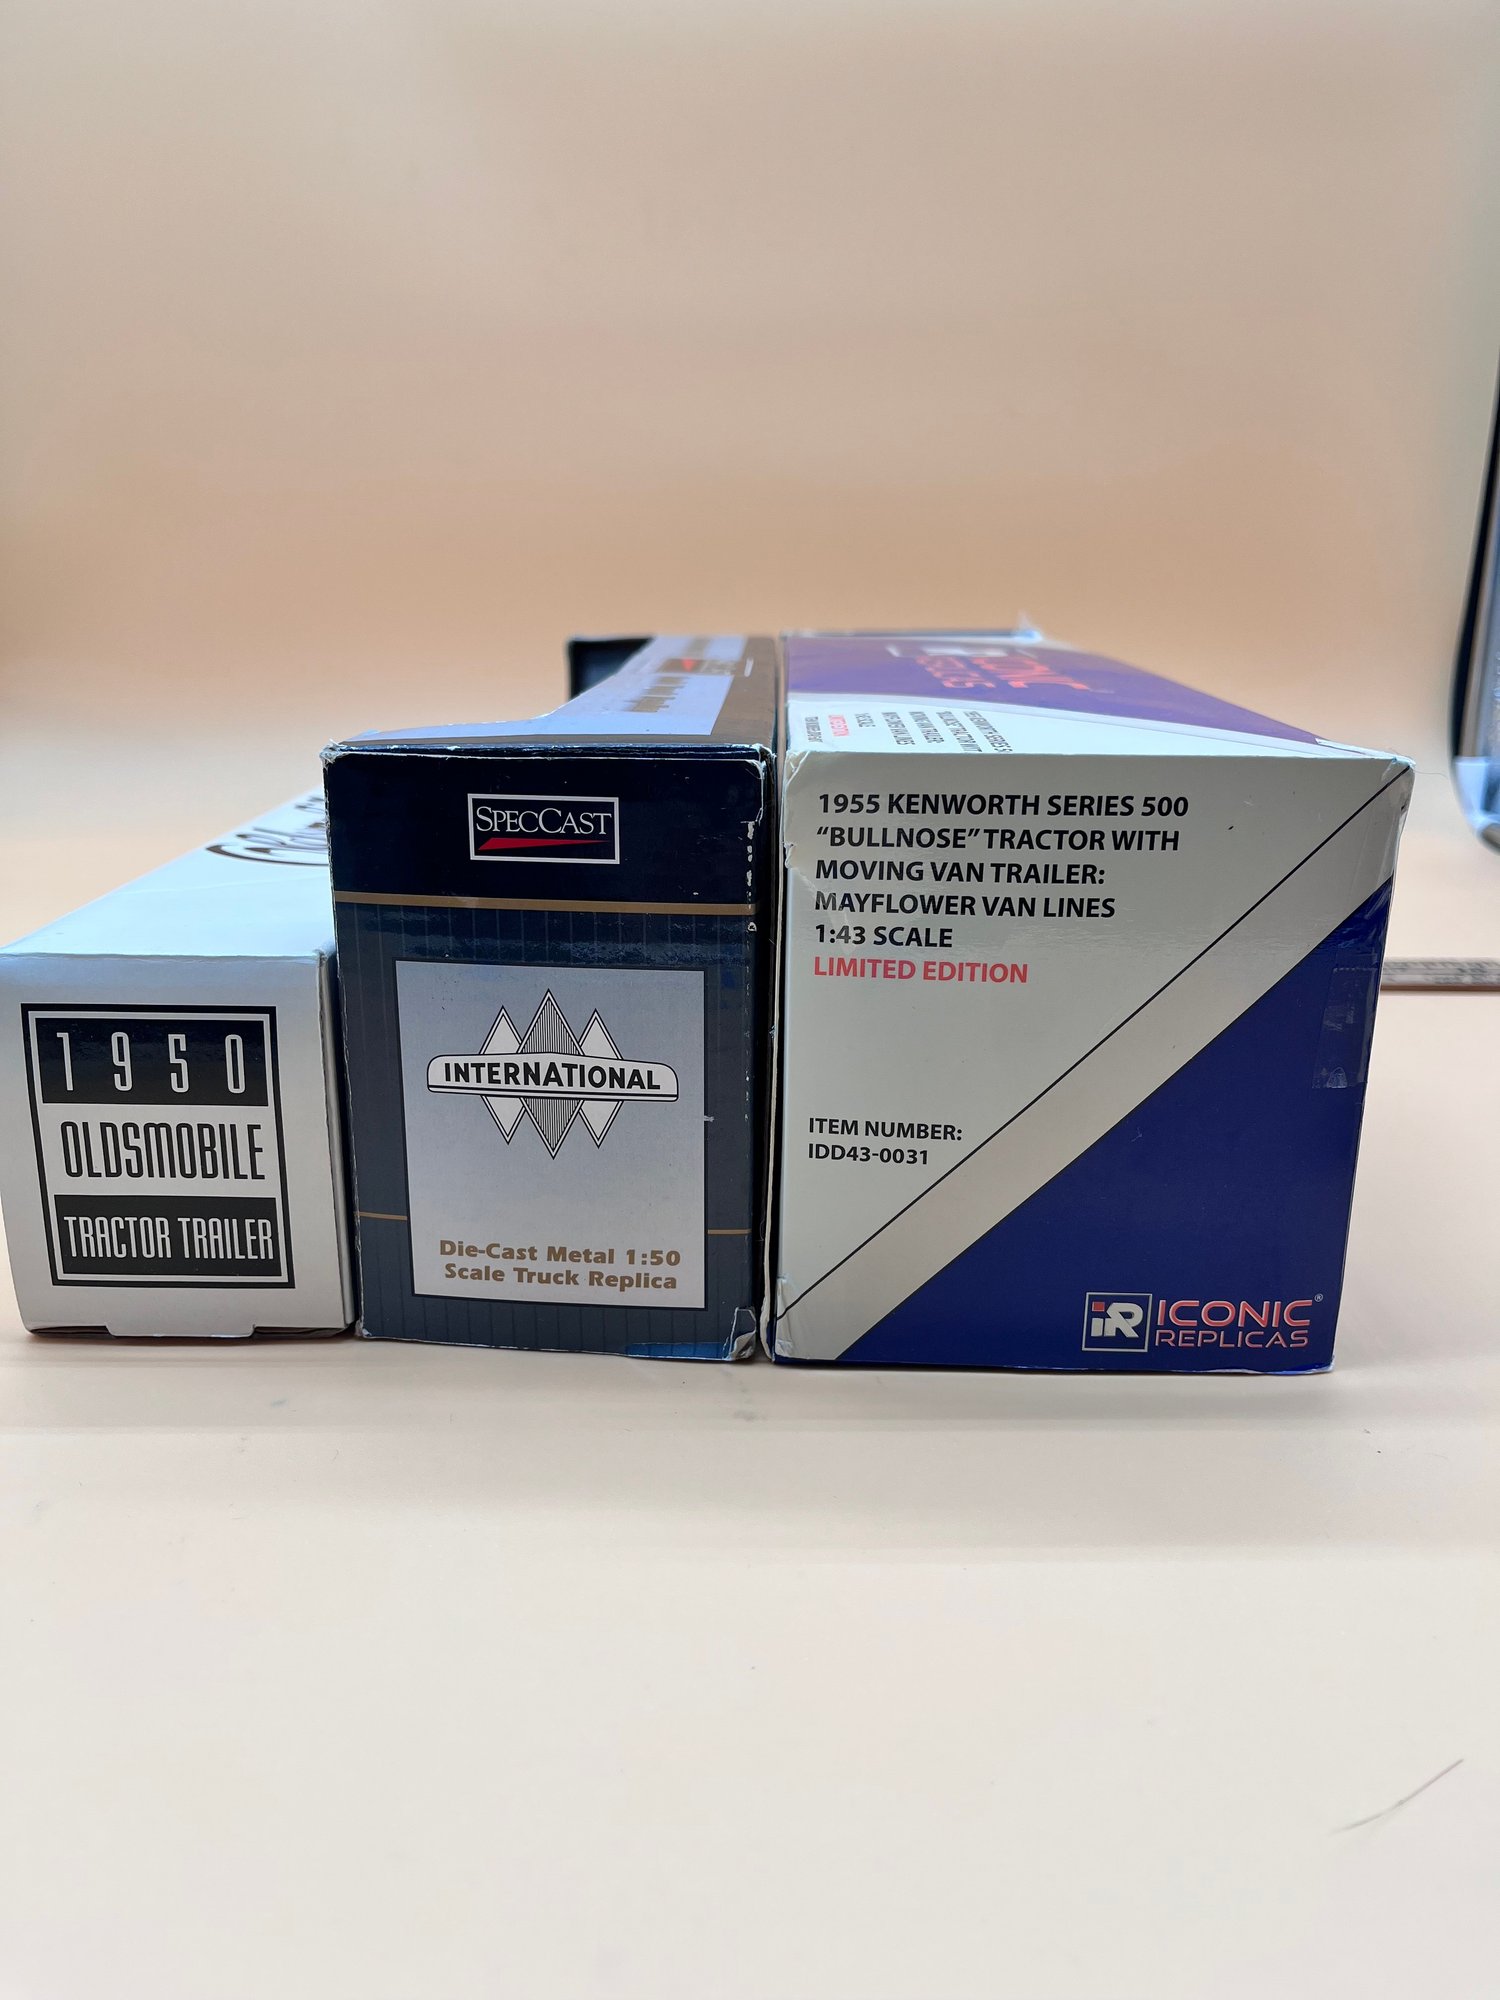 1950
OLDSMOBILE
TRACTOR TRAILER
SPECCAST
INTERNATIONAL
Die-Cast Metal 1:50
Scale Truck Replica
ICONIC
REPLICAS
1955 KENWORTH SERIES 500
“BULLNOSE” TRACTOR WITH
MOVING VAN TRAILER:
MAYFLOWER VAN LINES
1:43 SCALE
LIMITED EDITION
ITEM NUMBER:
IDD43-0031
iR ICONIC®
REPLICAS